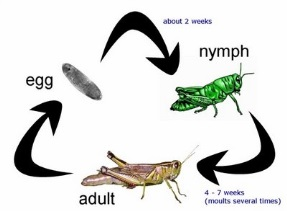 about 2 weeks
nymph
egg
adult
4 - 7 weeks
(moults several times)